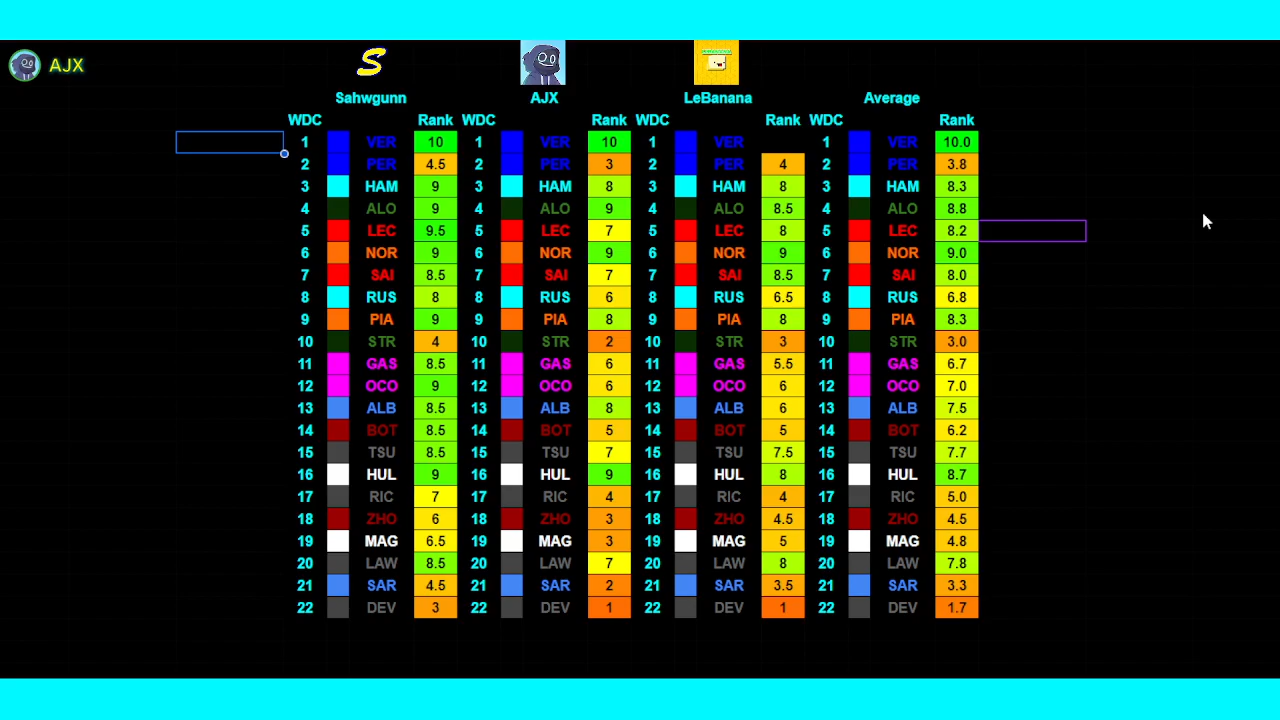 AJX
S
Sahwgunn AJX LeBanana Average
WDC Rank WDC Rank WDC Rank WDC Rank
1 VER 10 1 VER 10 1 VER 1 VER 10.0
2 PER 4.5 2 PER 3 2 PER 4 2 PER 3.8
3 HAM 9 3 HAM 8 3 HAM 8 3 HAM 8.3
4 ALO 9 4 ALO 9 4 ALO 8.5 4 ALO 8.8
5 LEC 9.5 5 LEC 7 5 LEC 8 5 LEC 8.2
6 NOR 9 6 NOR 9 6 NOR 9 6 NOR 9.0
7 SAI 8.5 7 SAI 7 7 SAI 8.5 7 SAI 8.0
8 RUS 8 8 RUS 6 8 RUS 6.5 8 RUS 6.8
9 PIA 9 9 PIA 8 9 PIA 8 9 PIA 8.3
10 STR 4 10 STR 2 10 STR 3 10 STR 3.0
11 GAS 8.5 11 GAS 6 11 GAS 5.5 11 GAS 6.7
12 OCO 9 12 OCO 6 12 OCO 6 12 OCO 7.0
13 ALB 8.5 13 ALB 8 13 ALB 6 13 ALB 7.5
14 BOT 8.5 14 BOT 5 14 BOT 5 14 BOT 6.2
15 TSU 8.5 15 TSU 7 15 TSU 7.5 15 TSU 7.7
16 HUL 9 16 HUL 9 16 HUL 8 16 HUL 8.7
17 RIC 7 17 RIC 4 17 RIC 4 17 RIC 5.0
18 ZHO 6 18 ZHO 3 18 ZHO 4.5 18 ZHO 4.5
19 MAG 6.5 19 MAG 3 19 MAG 5 19 MAG 4.8
20 LAW 8.5 20 LAW 7 20 LAW 8 20 LAW 7.8
21 SAR 4.5 21 SAR 2 21 SAR 3.5 21 SAR 3.3
22 DEV 3 22 DEV 1 22 DEV 1 22 DEV 1.7